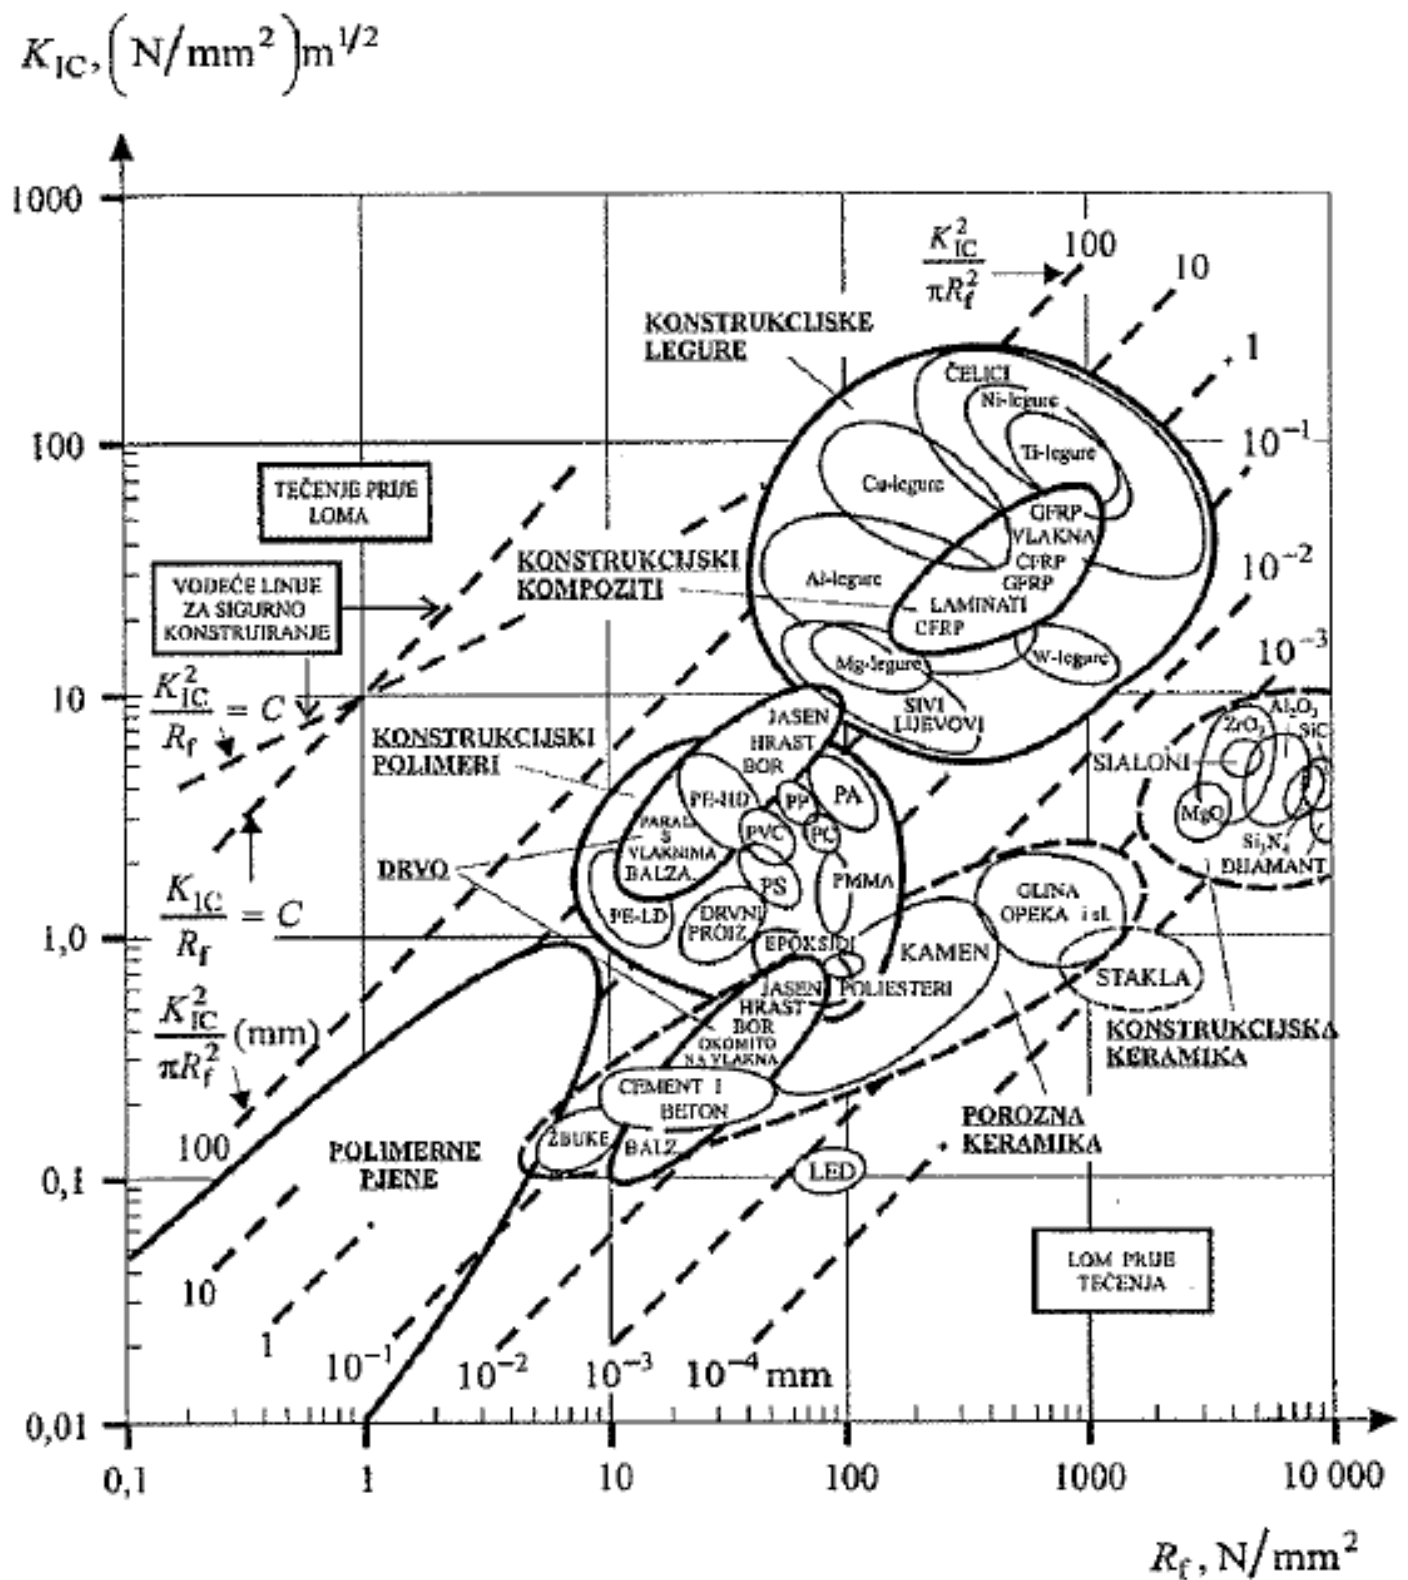 K_IC, (N/mm²)m^1/2
1000
100
10
1,0
0,1
0,01
0,1
1
10
100
1000
10 000
R_f, N/mm²
K²_IC / πR²_f
100
10
1
10⁻¹
10⁻²
10⁻³
KONSTRUKCIJSKE
LEGURE
ČELICI
Ni-legure
Ti-legure
Cu-legure
GFRP
VLAKNA
CFRP
GFRP
LAMINATI
CFRP
Al-legure
Mg-legure
W-legure
SIVI
LIJEVOVI
TEČENJE PRIJE
LOMA
VODEĆE LINIJE
ZA SIGURNO
KONSTRUIRANJE
KONSTRUKCIJSKI
KOMPOZITI
K²_IC / R_f = C
K_IC / R_f = C
K²_IC / πR²_f (mm)
KONSTRUKCIJSKI
POLIMERI
DRVO
JASEN
HRAST
BOR
PE-HD
PP
PA
PVC
PC
PARAL.
S
VLAKNIMA
BALZA
PS
PMMA
PE-LD
DRVNI
PROIZ.
EPOKSIDI
POLIESTERI
JASEN
HRAST
BOR
OKOMITO
NA VLAKNA
KAMEN
GLINA
OPEKA i sl.
STAKLA
Al₂O₃
ZrO₂
SiC
SIALONI
MgO
Si₃N₄
DIJAMANT
KONSTRUKCIJSKA
KERAMIKA
POROZNA
KERAMIKA
CEMENT I
BETON
ŽBUKE
BALZ
LED
POLIMERNE
PJENE
LOM PRIJE
TEČENJA
100
10
1
10⁻¹
10⁻²
10⁻³
10⁻⁴ mm